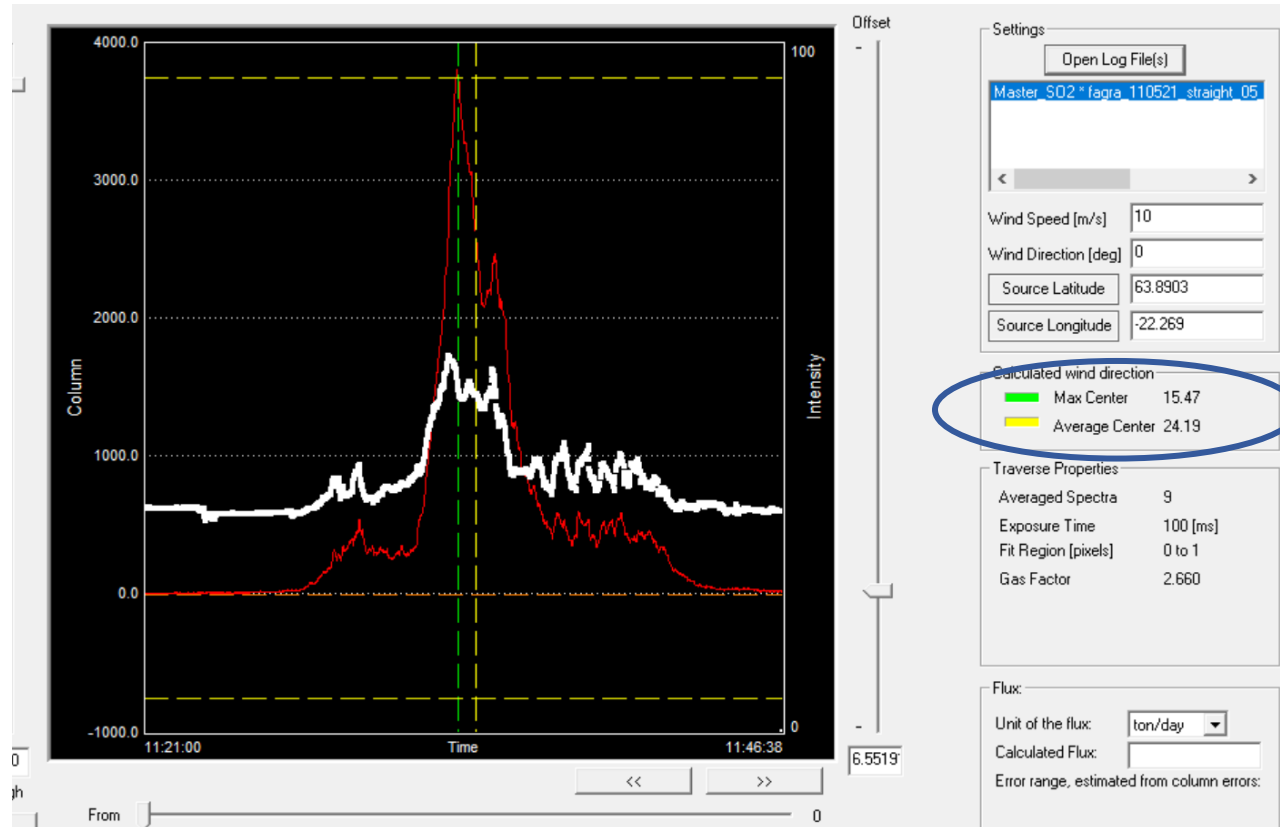 4000.0
3000.0
2000.0
1000.0
0.0
-1000.0
Column
11:21:00
Time
11:46:38
100
Intensity
0
Offset
6.5519
<<
>>
From
0
Settings
Open Log File(s)
Master_SO2 * fagra_110521_straight_05
<
>
Wind Speed [m/s] 10
Wind Direction [deg] 0
Source Latitude 63.8903
Source Longitude -22.269
Calculated wind direction
Max Center 15.47
Average Center 24.19
Traverse Properties
Averaged Spectra 9
Exposure Time 100 [ms]
Fit Region [pixels] 0 to 1
Gas Factor 2.660
Flux:
Unit of the flux: ton/day
Calculated Flux:
Error range, estimated from column errors: